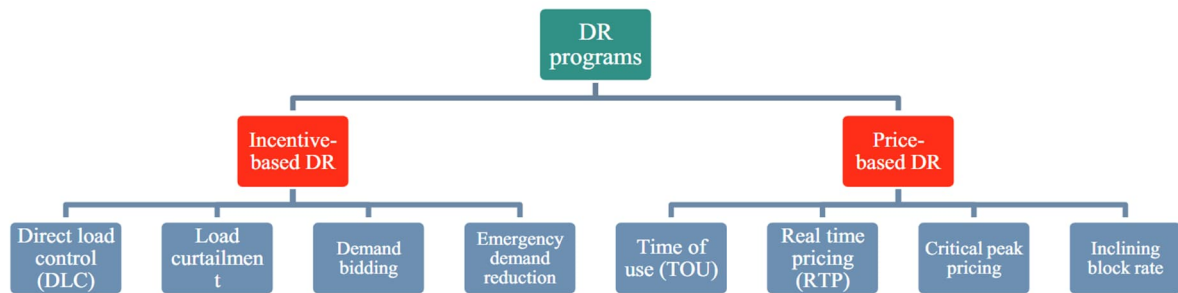 DR
programs
Incentive-
based DR
Price-
based DR
Direct load
control
(DLC)
Load
curtailmen
t
Demand
bidding
Emergency
demand
reduction
Time of
use (TOU)
Real time
pricing
(RTP)
Critical peak
pricing
Inclining
block rate